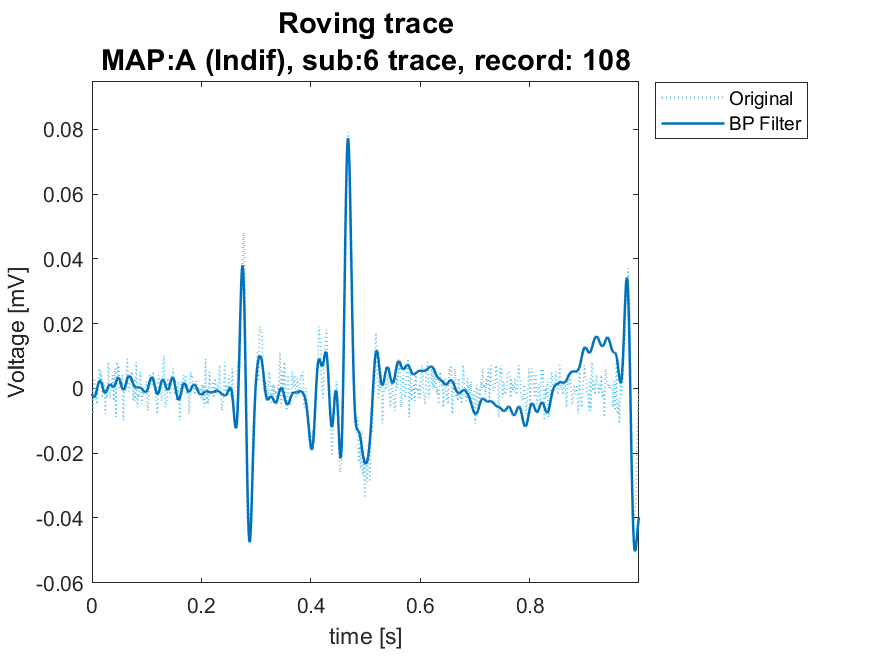 Roving trace
MAP:A (Indif), sub:6 trace, record: 108
Original
BP Filter
0.08
0.06
0.04
0.02
0
-0.02
-0.04
-0.06
Voltage [mV]
0
0.2
0.4
0.6
0.8
time [s]